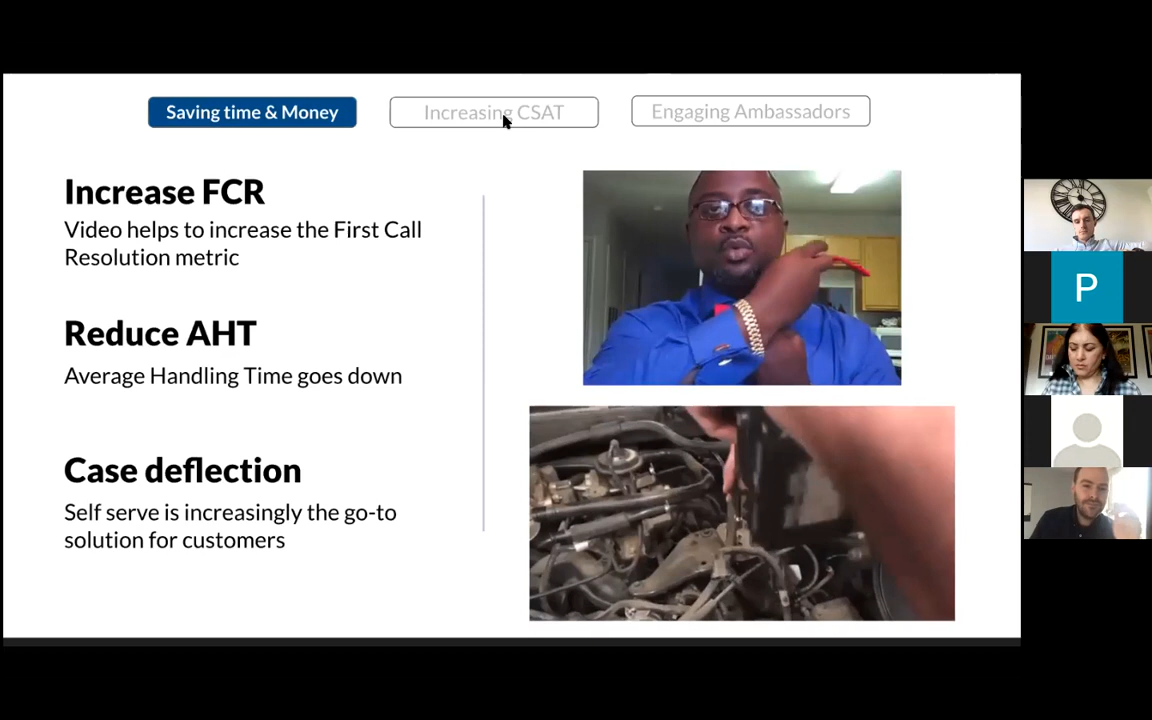 Saving time & Money
Increasing CSAT
Engaging Ambassadors
Increase FCR
Video helps to increase the First Call
Resolution metric
Reduce AHT
Average Handling Time goes down
Case deflection
Self serve is increasingly the go-to
solution for customers
P